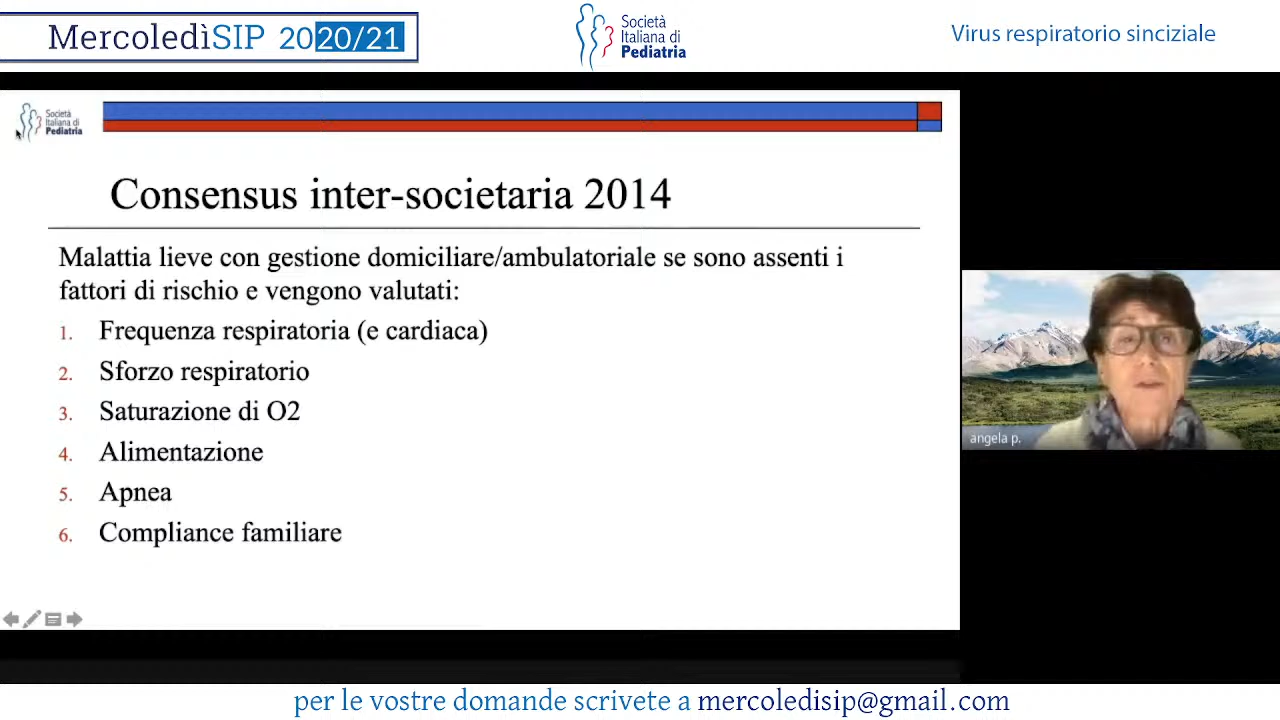 MercoledìSIP 2020/21
Società
Italiana di
Pediatria
Virus respiratorio sinciziale
Società
Italiana di
Pediatria
Consensus inter-societaria 2014
Malattia lieve con gestione domiciliare/ambulatoriale se sono assenti i
fattori di rischio e vengono valutati:
1. Frequenza respiratoria (e cardiaca)
2. Sforzo respiratorio
3. Saturazione di O2
4. Alimentazione
5. Apnea
6. Compliance familiare
angela p.
per le vostre domande scrivete a mercoledisip@gmail.com